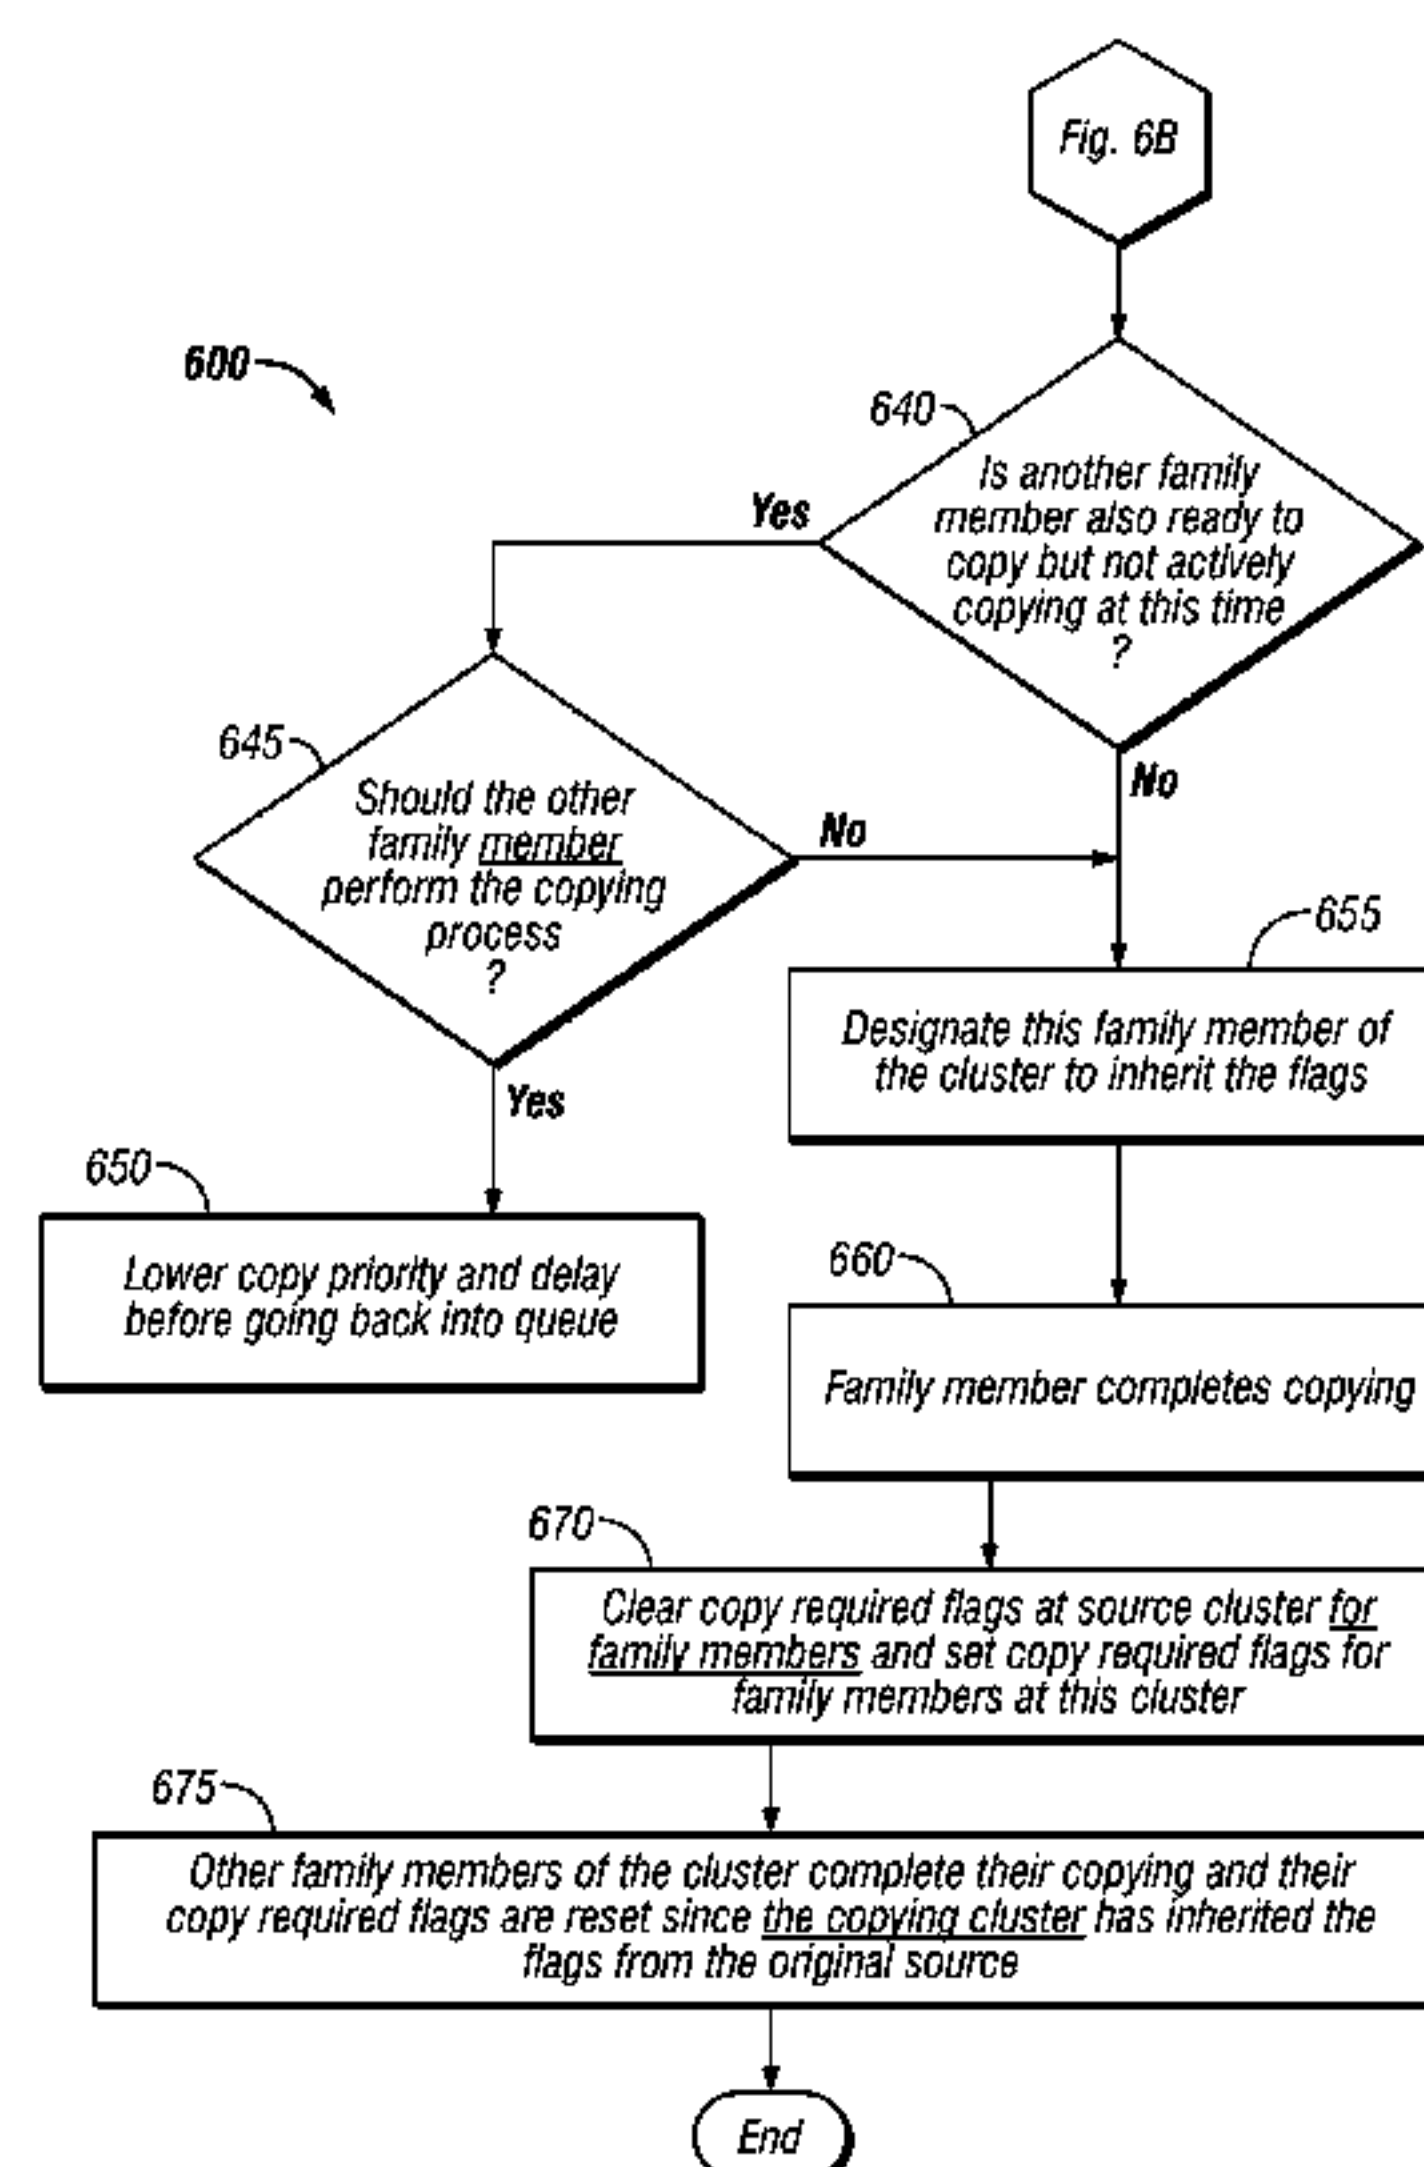 Fig. 6B
600
640
Is another family
member also ready to
copy but not actively
copying at this time
?
Yes
No
645
Should the other
family member
perform the copying
process
?
No
Yes
655
Designate this family member of
the cluster to inherit the flags
650
Lower copy priority and delay
before going back into queue
660
Family member completes copying
670
Clear copy required flags at source cluster for
family members and set copy required flags for
family members at this cluster
675
Other family members of the cluster complete their copying and their
copy required flags are reset since the copying cluster has inherited the
flags from the original source
End